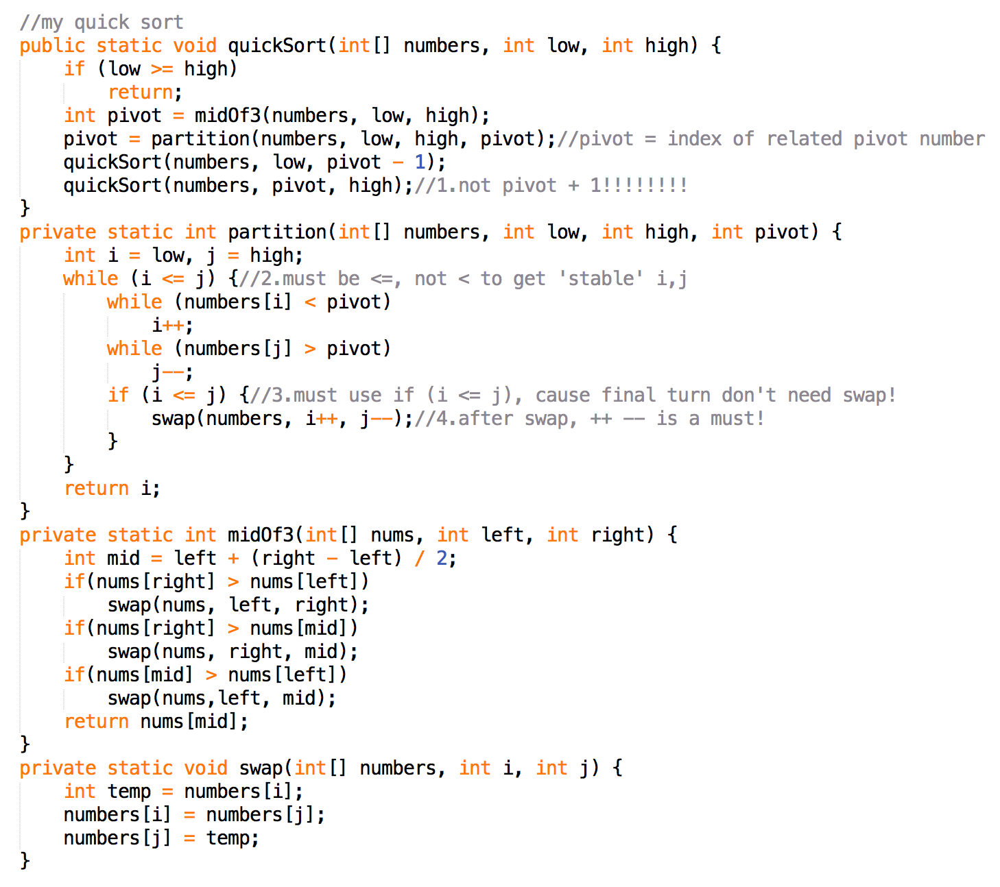 //my quick sort
public static void quickSort(int[] numbers, int low, int high) {
    if (low >= high)
        return;
    int pivot = midOf3(numbers, low, high);
    pivot = partition(numbers, low, high, pivot);//pivot = index of related pivot number
    quickSort(numbers, low, pivot - 1);
    quickSort(numbers, pivot, high);//1.not pivot + 1!!!!!!!!
}
private static int partition(int[] numbers, int low, int high, int pivot) {
    int i = low, j = high;
    while (i <= j) {//2.must be <=, not < to get 'stable' i,j
        while (numbers[i] < pivot)
            i++;
        while (numbers[j] > pivot)
            j--;
        if (i <= j) {//3.must use if (i <= j), cause final turn don't need swap!
            swap(numbers, i++, j--);//4.after swap, ++ -- is a must!
        }
    }
    return i;
}
private static int midOf3(int[] nums, int left, int right) {
    int mid = left + (right - left) / 2;
    if(nums[right] > nums[left])
        swap(nums, left, right);
    if(nums[right] > nums[mid])
        swap(nums, right, mid);
    if(nums[mid] > nums[left])
        swap(nums,left, mid);
    return nums[mid];
}
private static void swap(int[] numbers, int i, int j) {
    int temp = numbers[i];
    numbers[i] = numbers[j];
    numbers[j] = temp;
}